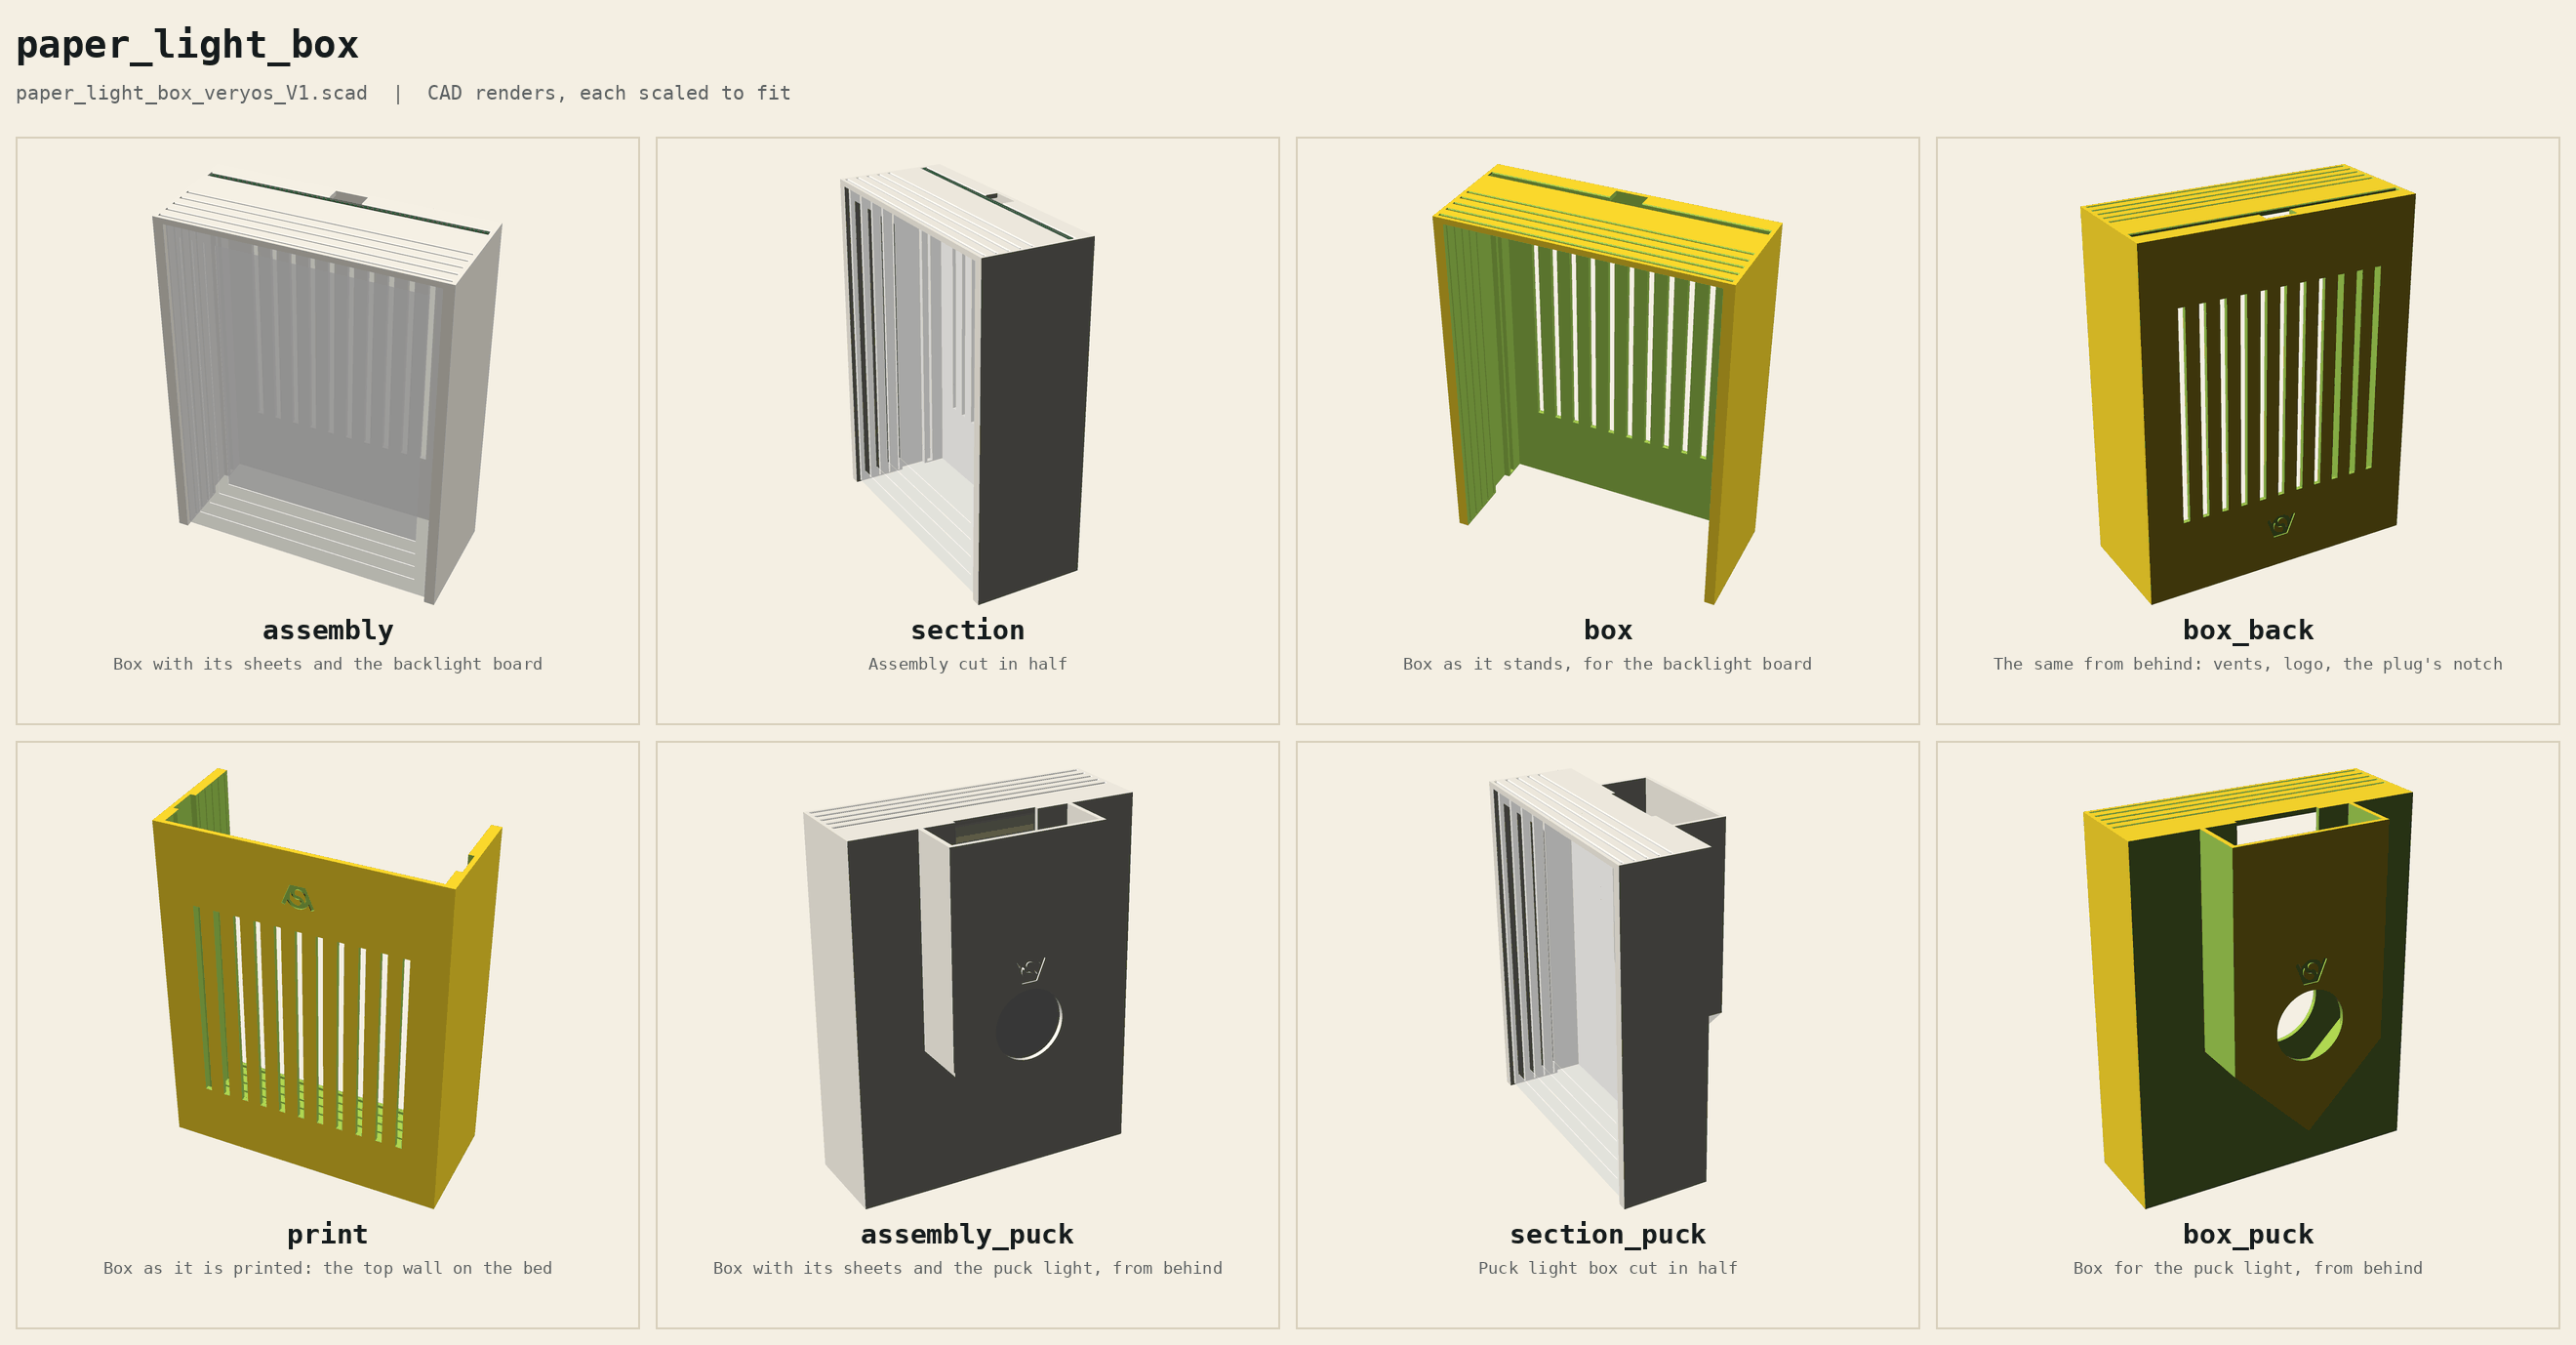 paper_light_box
paper_light_box_veryos_V1.scad | CAD renders, each scaled to fit
assembly
Box with its sheets and the backlight board
section
Assembly cut in half
box
Box as it stands, for the backlight board
box_back
The same from behind: vents, logo, the plug's notch
print
Box as it is printed: the top wall on the bed
assembly_puck
Box with its sheets and the puck light, from behind
section_puck
Puck light box cut in half
box_puck
Box for the puck light, from behind